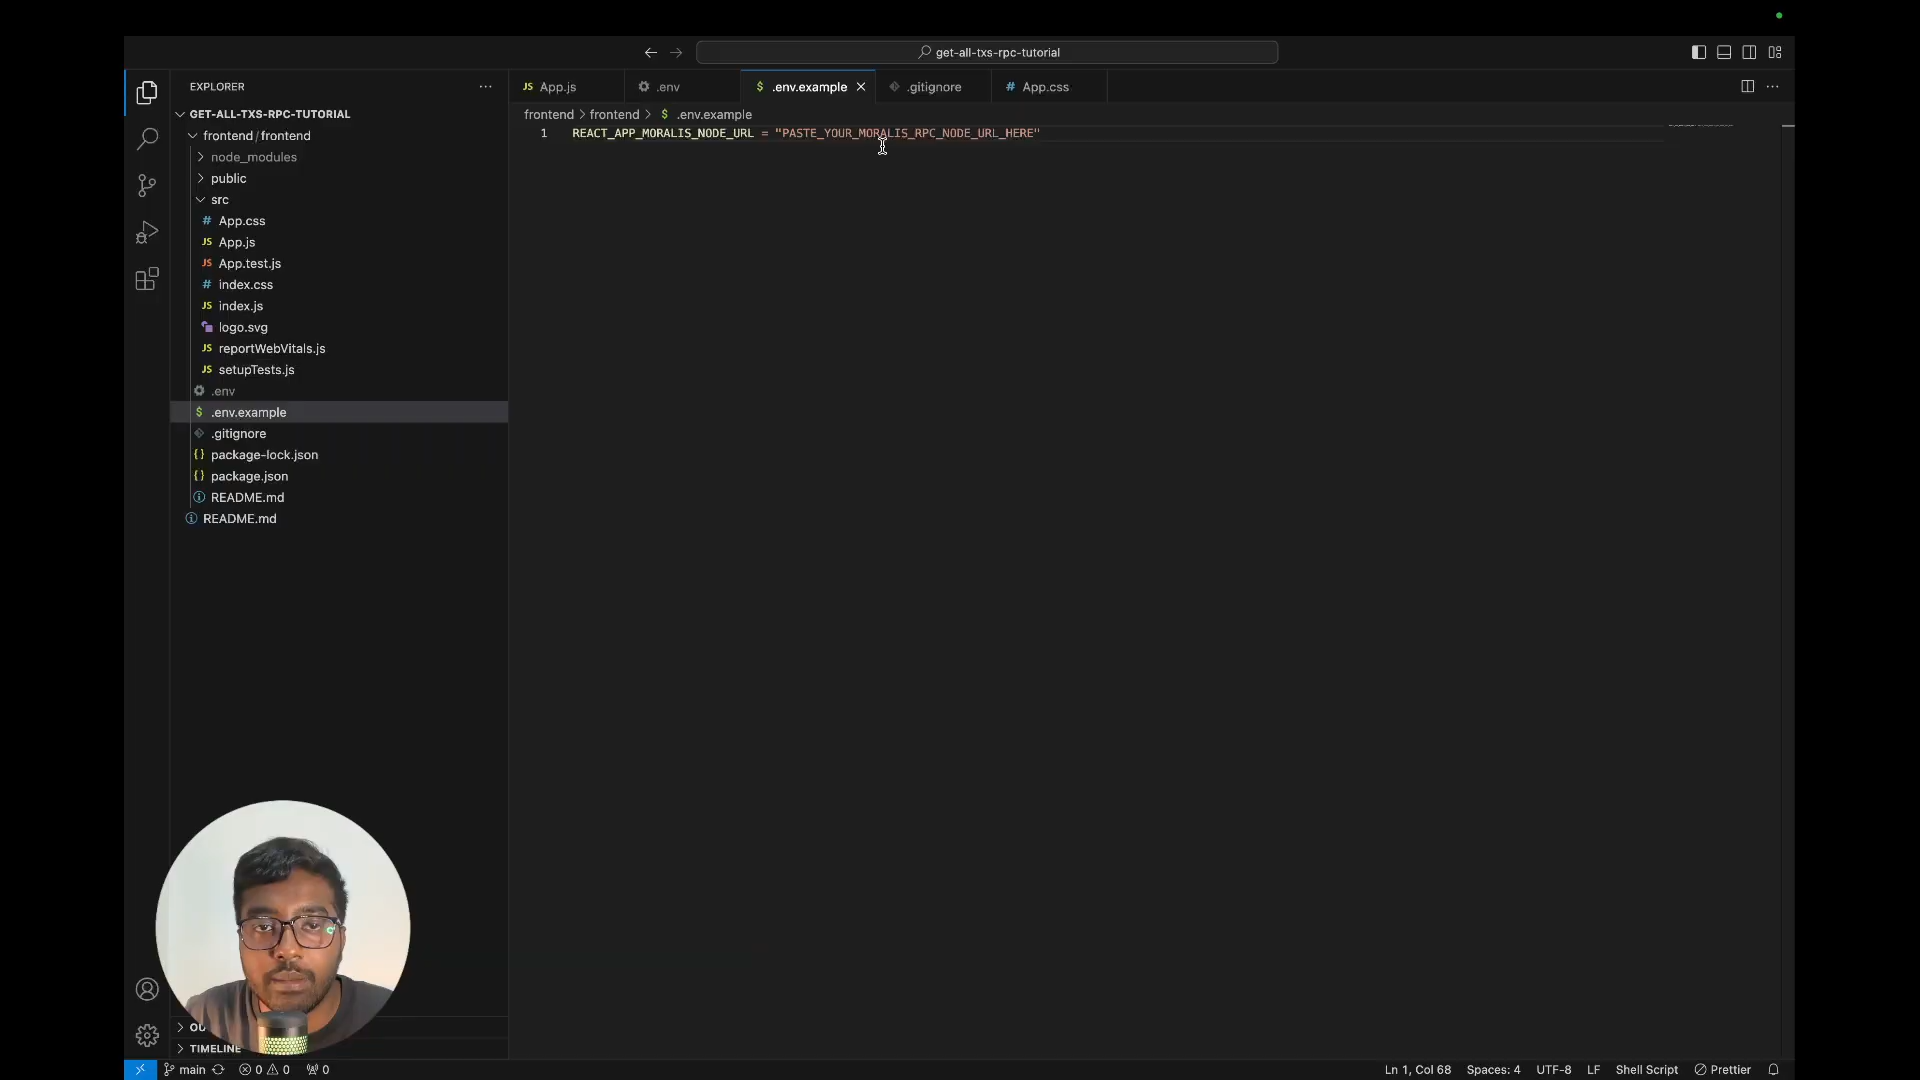 get-all-txs-rpc-tutorial
EXPLORER
GET-ALL-TXS-RPC-TUTORIAL
frontend / frontend
node_modules
public
src
# App.css
JS App.js
JS App.test.js
# index.css
JS index.js
logo.svg
JS reportWebVitals.js
JS setupTests.js
.env
$ .env.example
.gitignore
{} package-lock.json
{} package.json
README.md
README.md
OU
TIMELINE
JS App.js
.env
$ .env.example
.gitignore
# App.css
frontend > frontend > $ .env.example
1 REACT_APP_MORALIS_NODE_URL = "PASTE_YOUR_MORALIS_RPC_NODE_URL_HERE"
main 0 0 0 Ln 1, Col 68 Spaces: 4 UTF-8 LF Shell Script Prettier